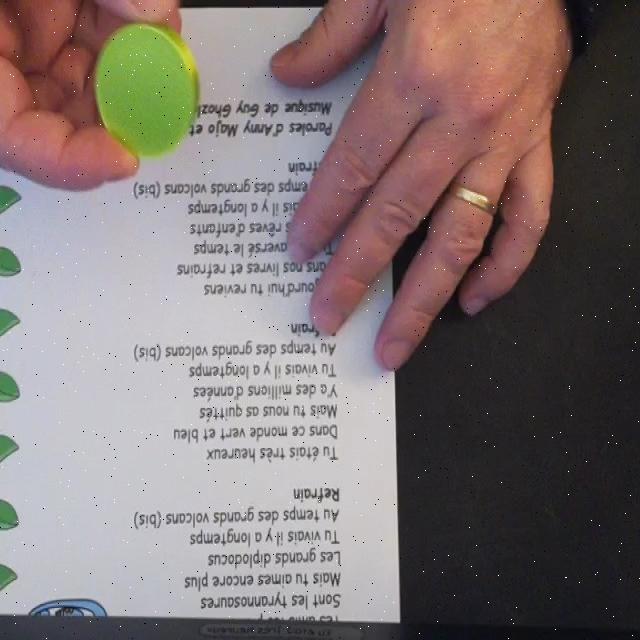 Sont les tyrannosaures
Mais tu aimes encore plus
Les grands diplodocus
Tu vivais il y a longtemps
Au temps des grands volcans (bis)
Refrain
Tu étais très heureux
Dans ce monde vert et bleu
Mais tu nous as quittés
Y'a des millions d'années
Tu vivais il y a longtemps
Au temps des grands volcans (bis)
tu reviens
nos livres et refrains
le temps
rêves d'enfants
il y a longtemps
des grands volcans (bis)
Paroles d'Anny Majo et
Musique de Guy